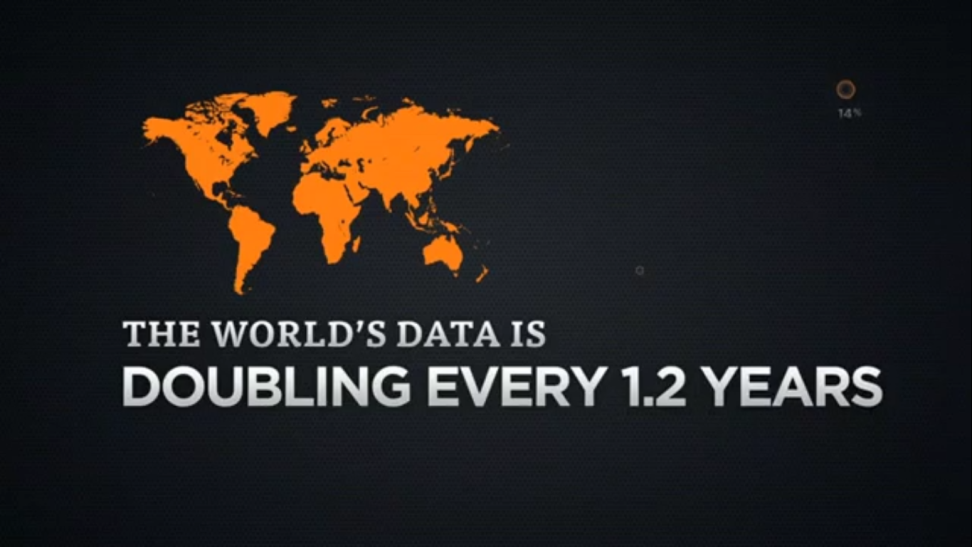 14%
THE WORLD'S DATA IS
DOUBLING EVERY 1.2 YEARS